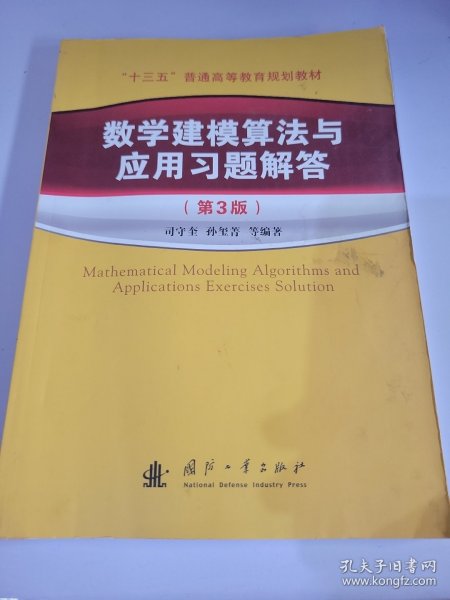 “十三五”普通高等教育规划教材
数学建模算法与
应用习题解答
（第3版）
司守奎 孙玺菁 等编著
Mathematical Modeling Algorithms and
Applications Exercises Solution
国防工业出版社
National Defense Industry Press
孔夫子旧书网
www.kongfz.com